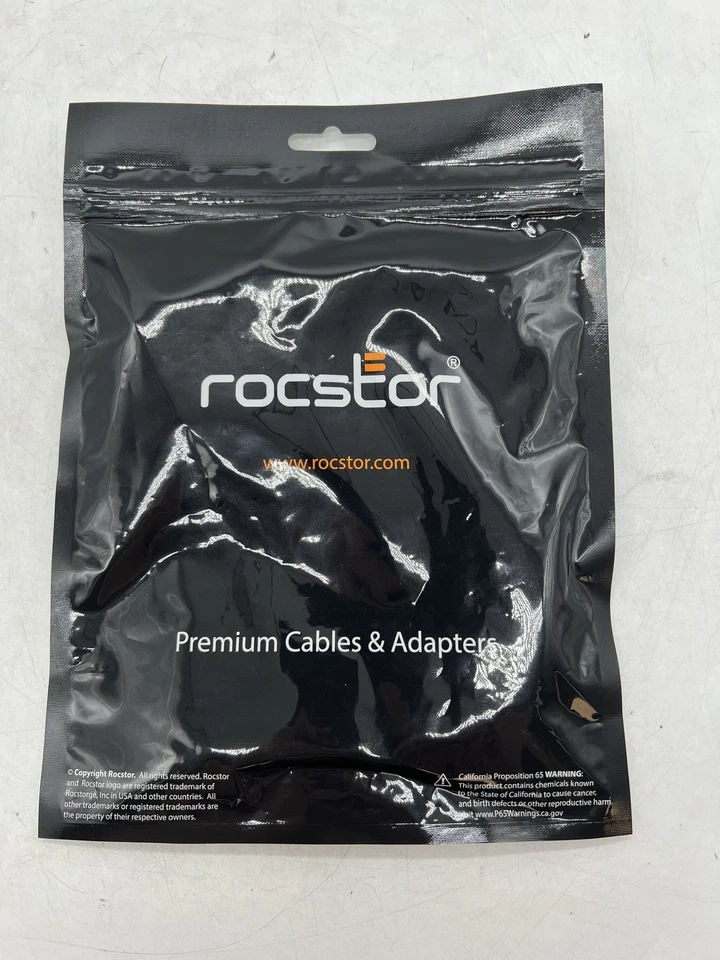 rocstor®
www.rocstor.com
Premium Cables & Adapters
© Copyright Rocstor. All rights reserved. Rocstor
and Rocstor logo are registered trademark of
Rocstorge, Inc in USA and other countries. All
other trademarks or registered trademarks are
the property of their respective owners.
California Proposition 65 WARNING:
This product contains chemicals known
to the State of California to cause cancer,
and birth defects or other reproductive harm.
Visit www.P65Warnings.ca.gov